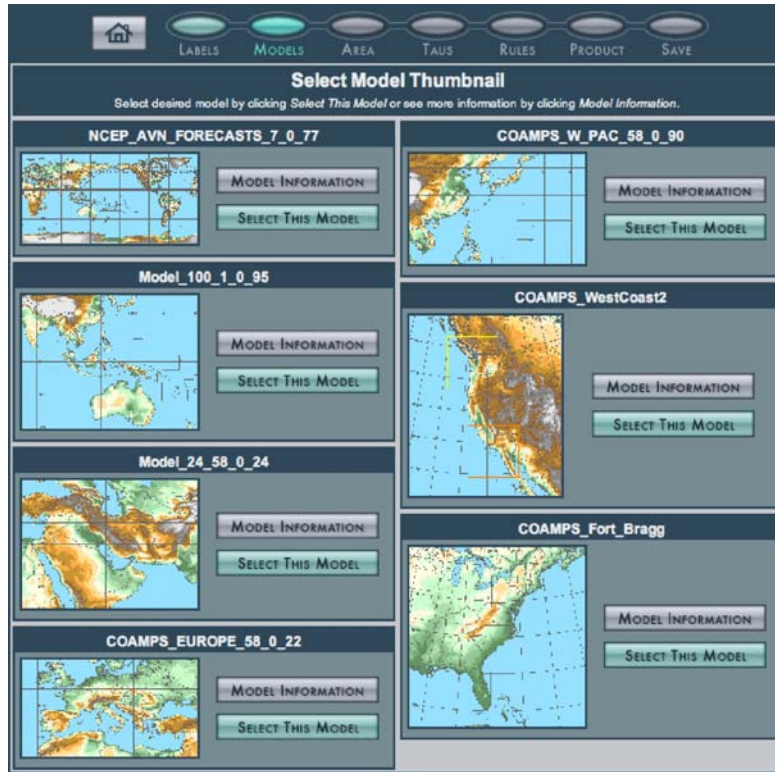 LABELS MODELS AREA TAUS RULES PRODUCT SAVE
Select Model Thumbnail
Select desired model by clicking Select This Model or see more information by clicking Model Information.
NCEP_AVN_FORECASTS_7_0_77
MODEL INFORMATION
SELECT THIS MODEL
Model_100_1_0_95
MODEL INFORMATION
SELECT THIS MODEL
Model_24_58_0_24
MODEL INFORMATION
SELECT THIS MODEL
COAMPS_EUROPE_58_0_22
MODEL INFORMATION
SELECT THIS MODEL
COAMPS_W_PAC_58_0_90
MODEL INFORMATION
SELECT THIS MODEL
COAMPS_WestCoast2
MODEL INFORMATION
SELECT THIS MODEL
COAMPS_Fort_Bragg
MODEL INFORMATION
SELECT THIS MODEL